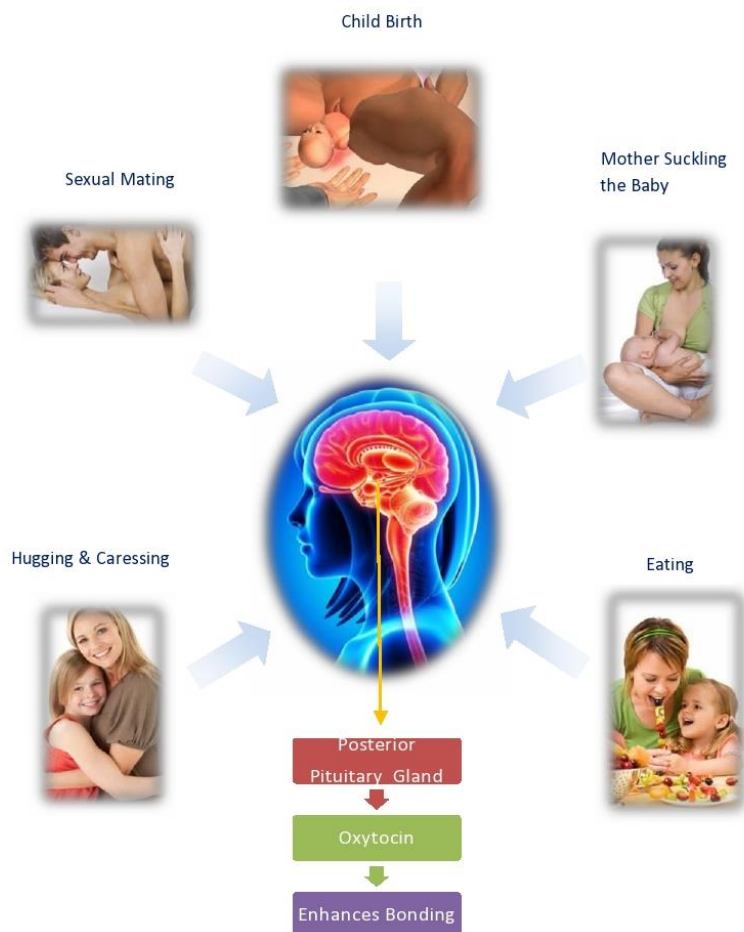 Child Birth
Sexual Mating
Mother Suckling
the Baby
Hugging & Caressing
Eating
Posterior
Pituitary Gland
Oxytocin
Enhances Bonding